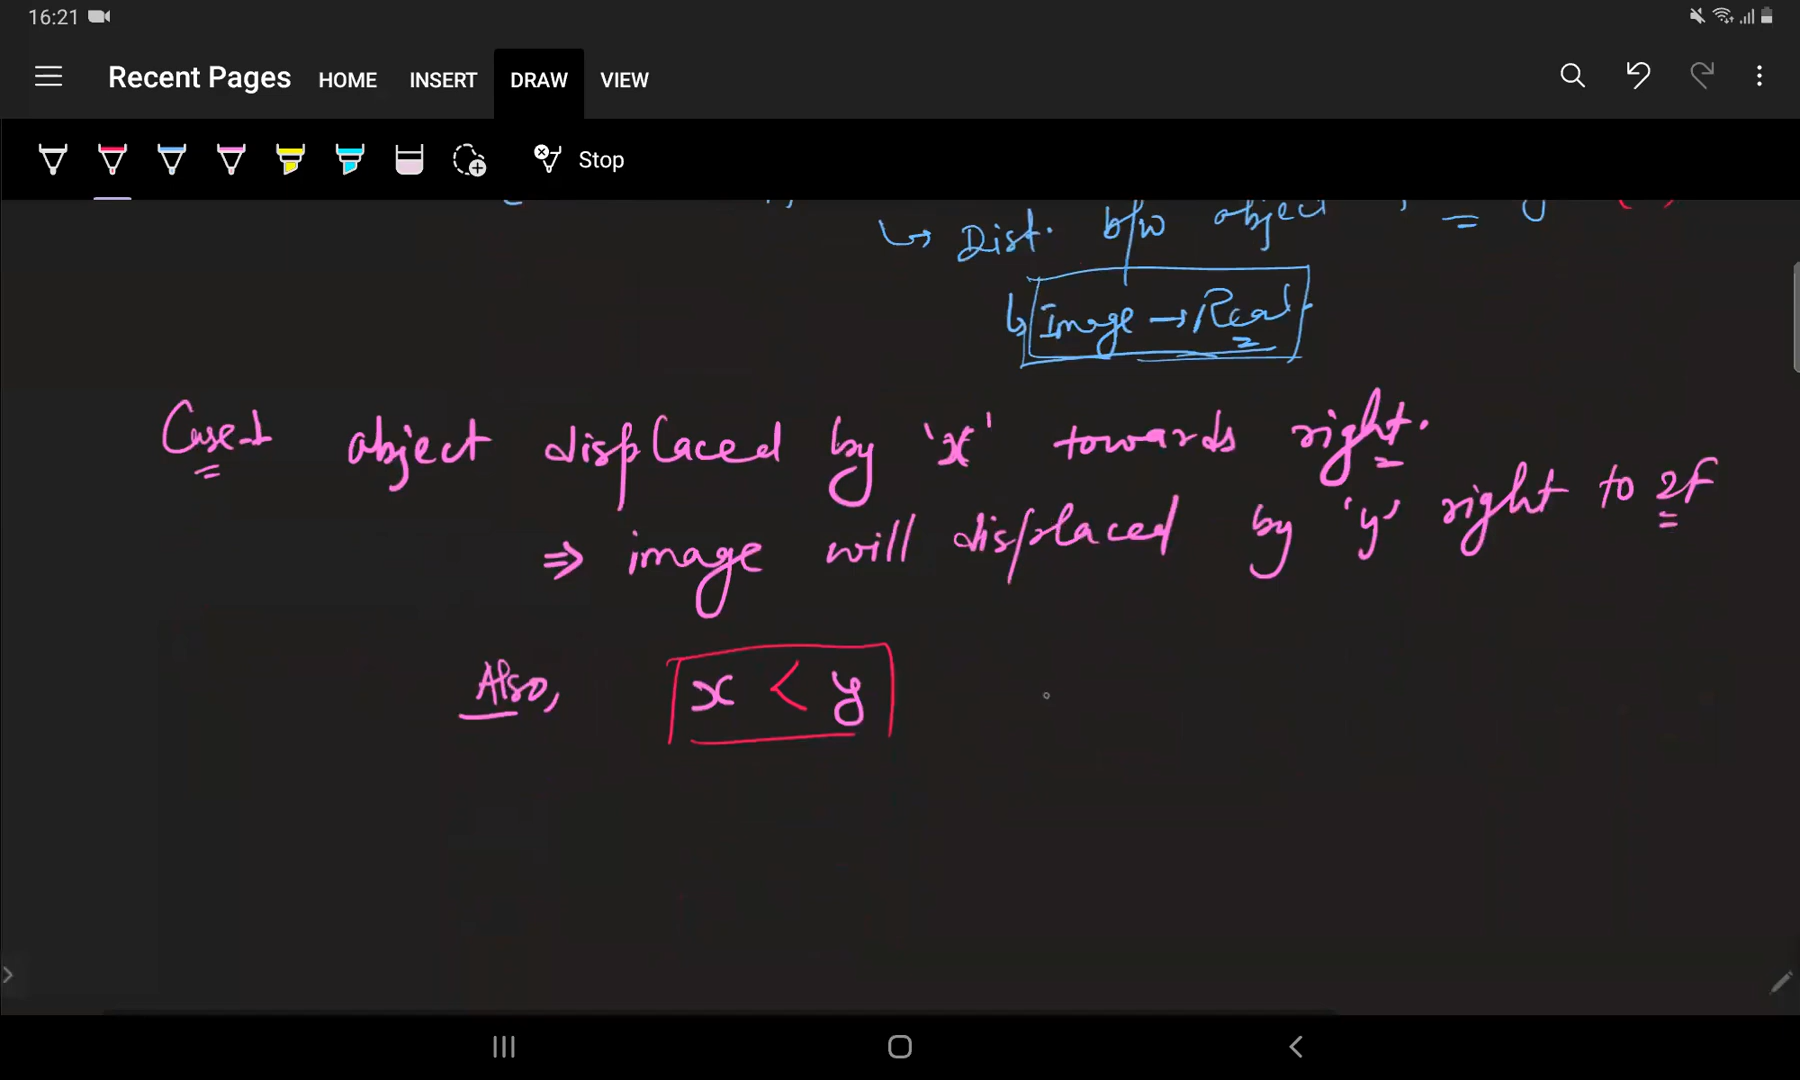 16:21
Recent Pages HOME INSERT DRAW VIEW
Stop
↳ Dist. b/w object
↳ Image → Real
Case-1 object displaced by 'x' towards right.
⇒ image will displaced by 'y' right to 2f
Also, x < y